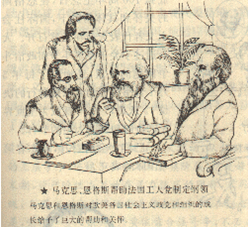 ★ 马克思、恩格斯帮助法国工人党制定纲领
马克思和恩格斯对欧美各国社会主义政党和组织的成
长给予了巨大的帮助和关怀